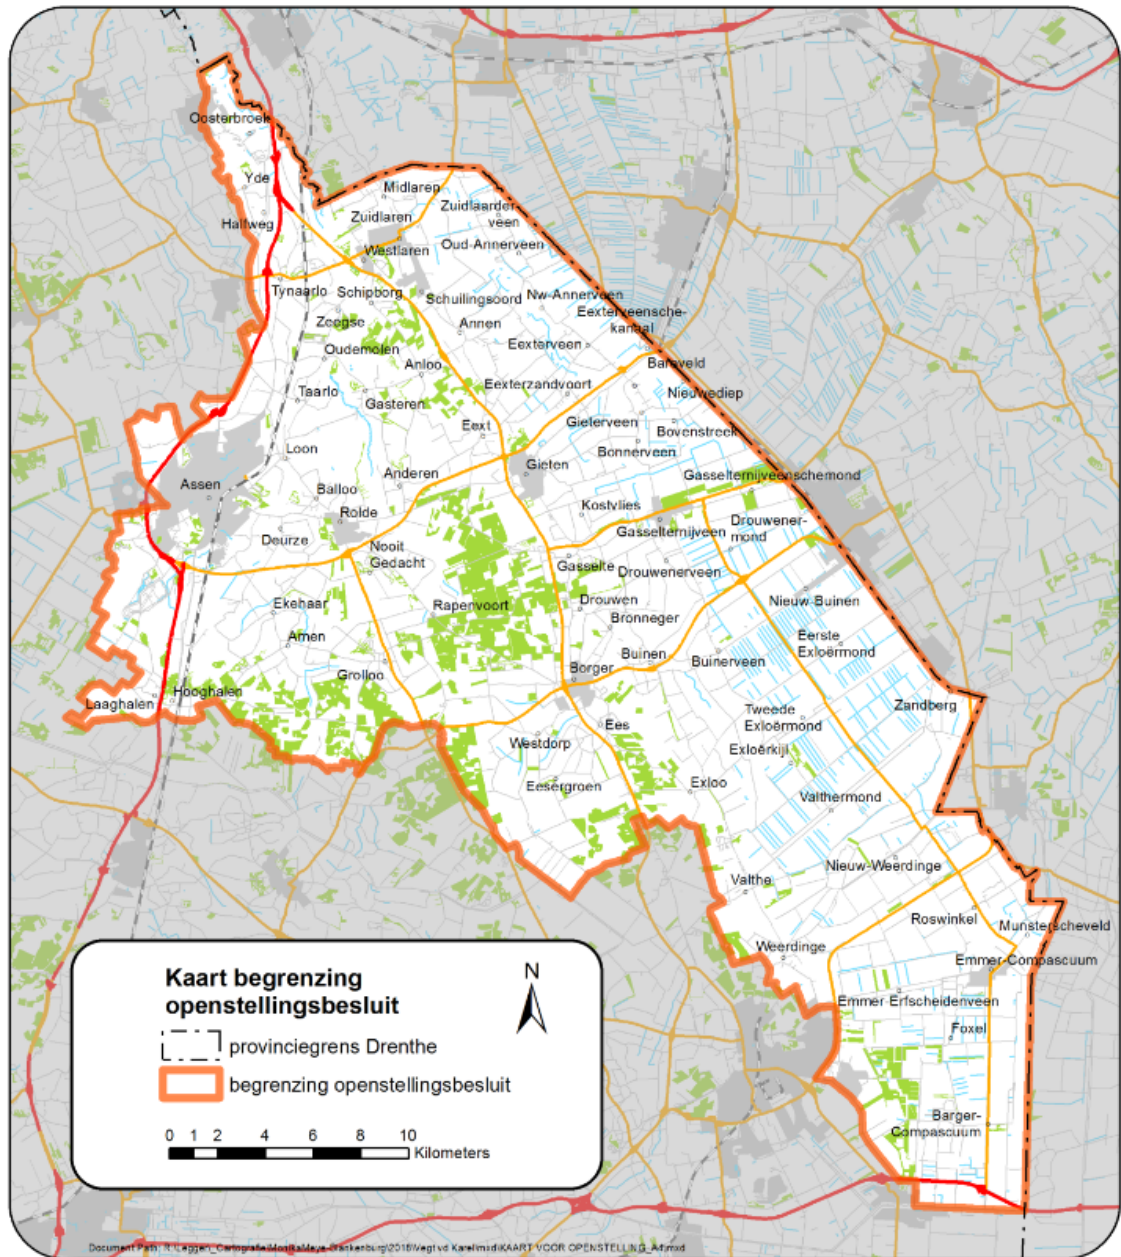 Oosterbroek
Yde
Halfweg
Midlaren
Zuidlaarder-
veen
Zuidlaren
Oud-Annerveen
Westlaren
Tynaarlo
Schipborg
Schuilingsoord
Nw-Annerveen
Zeegse
Annen
Eexterveensche-
kanaal
Eexterveen
Oudemolen
Anloo
Bareveld
Taarlo
Gasteren
Eexterzandvoort
Nieuwediep
Eext
Gieterveen
Bovenstreek
Loon
Bonnerveen
Anderen
Gieten
Gasselternijveenschemond
Assen
Balloo
Rolde
Kostvlies
Drouwener-
mond
Gasselternijveen
Deurze
Nooit
Gedacht
Gasselte
Drouwenerveen
Ekehaar
Rapenvoort
Drouwen
Nieuw-Buinen
Bronneger
Amen
Eerste
Exloërmond
Buinen
Buinerveen
Grolloo
Borger
Hooghalen
Laaghalen
Zandberg
Tweede
Exloërmond
Ees
Westdorp
Exloërkijl
Eesergroen
Exloo
Valthermond
Nieuw-Weerdinge
Valthe
Roswinkel
Munsterscheveld
Weerdinge
Emmer-Compascuum
Emmer-Erfscheidenveen
Foxel
Barger-
Compascuum
Kaart begrenzing
openstellingsbesluit
N
provinciegrens Drenthe
begrenzing openstellingsbesluit
0 1 2 4 6 8 10
Kilometers